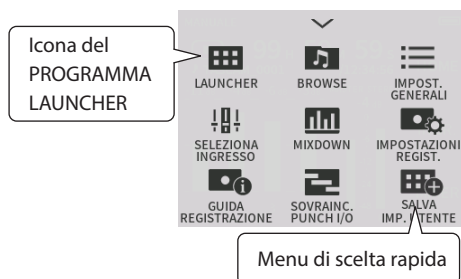 Icona del
PROGRAMMA
LAUNCHER
LAUNCHER
BROWSE
IMPOST.
GENERALI
SELEZIONA
INGRESSO
MIXDOWN
IMPOSTAZIONI
REGIST.
GUIDA
REGISTRAZIONE
SOVRAINC.
PUNCH I/O
SALVA
IMP. UTENTE
Menu di scelta rapida